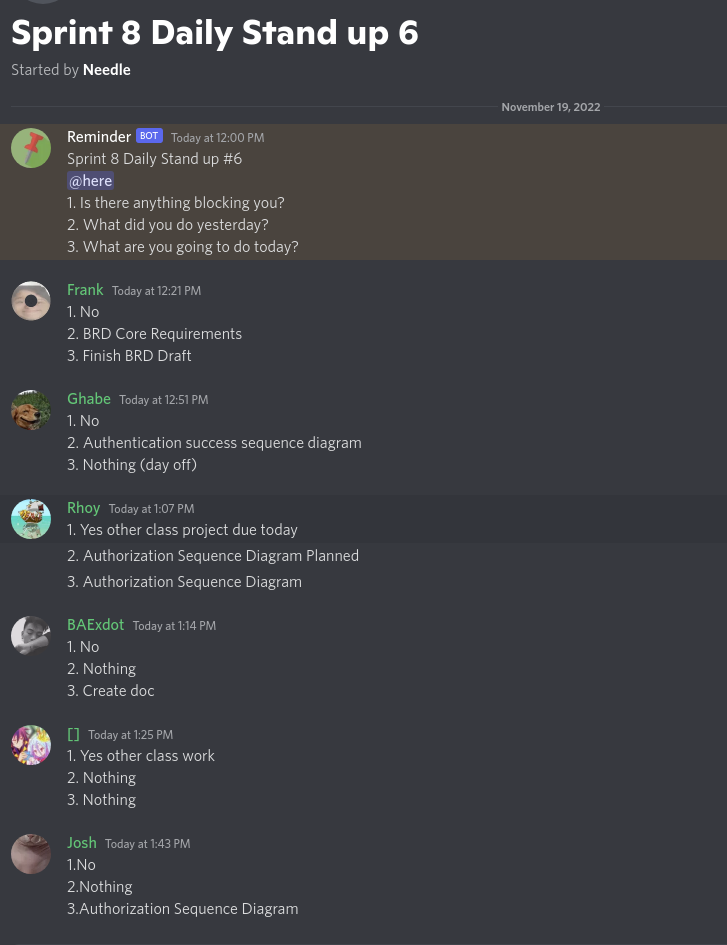 Sprint 8 Daily Stand up 6
Started by Needle
November 19, 2022
Reminder BOT Today at 12:00 PM
Sprint 8 Daily Stand up #6
@here
1. Is there anything blocking you?
2. What did you do yesterday?
3. What are you going to do today?
Frank Today at 12:21 PM
1. No
2. BRD Core Requirements
3. Finish BRD Draft
Ghabe Today at 12:51 PM
1. No
2. Authentication success sequence diagram
3. Nothing (day off)
Rhoy Today at 1:07 PM
1. Yes other class project due today
2. Authorization Sequence Diagram Planned
3. Authorization Sequence Diagram
BAExdot Today at 1:14 PM
1. No
2. Nothing
3. Create doc
[] Today at 1:25 PM
1. Yes other class work
2. Nothing
3. Nothing
Josh Today at 1:43 PM
1.No
2.Nothing
3.Authorization Sequence Diagram